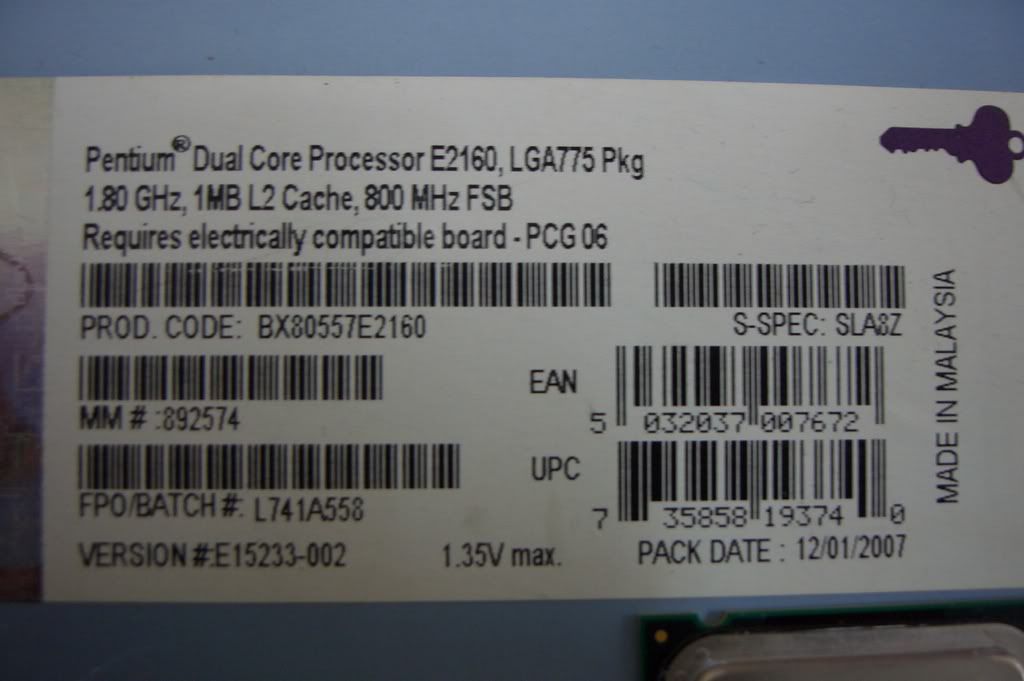 Pentium® Dual Core Processor E2160, LGA775 Pkg
1.80 GHz, 1MB L2 Cache, 800 MHz FSB
Requires electrically compatible board - PCG 06
PROD. CODE: BX80557E2160
S-SPEC: SLA8Z
MM # :892574
EAN
5 032037 007672
FPO/BATCH #: L741A558
UPC
7 35858 19374 0
VERSION #:E15233-002
1.35V max.
PACK DATE : 12/01/2007
MADE IN MALAYSIA